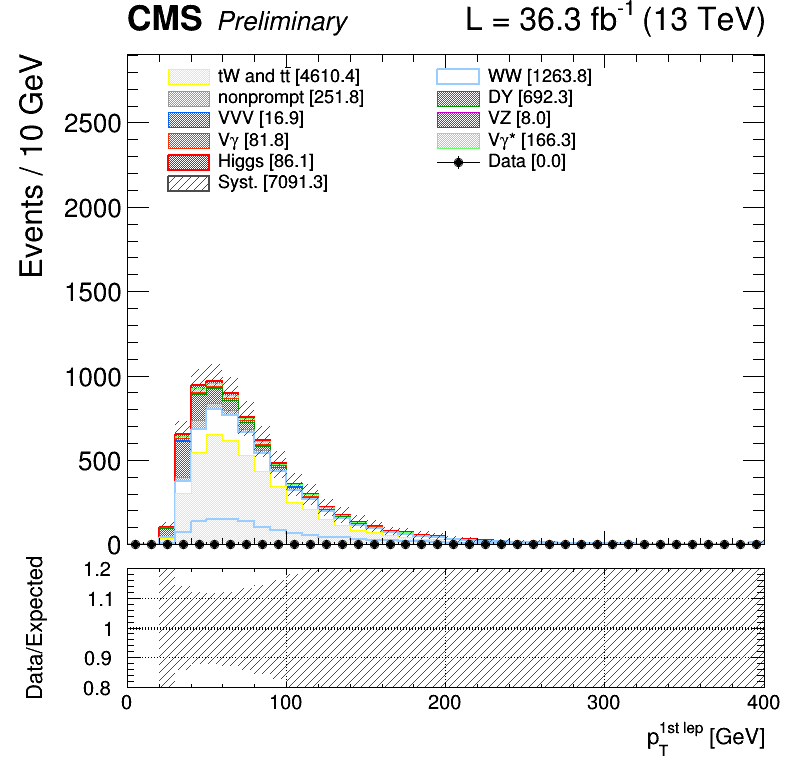 CMS Preliminary L = 36.3 fb⁻¹ (13 TeV)
Events / 10 GeV
2500
2000
1500
1000
500
0
tW and tt̄ [4610.4]
nonprompt [251.8]
VVV [16.9]
Vγ [81.8]
Higgs [86.1]
Syst. [7091.3]
WW [1263.8]
DY [692.3]
VZ [8.0]
Vγ* [166.3]
Data [0.0]
Data/Expected
1.2
1.1
1
0.9
0.8
0 100 200 300 400
p_T^{1st lep} [GeV]